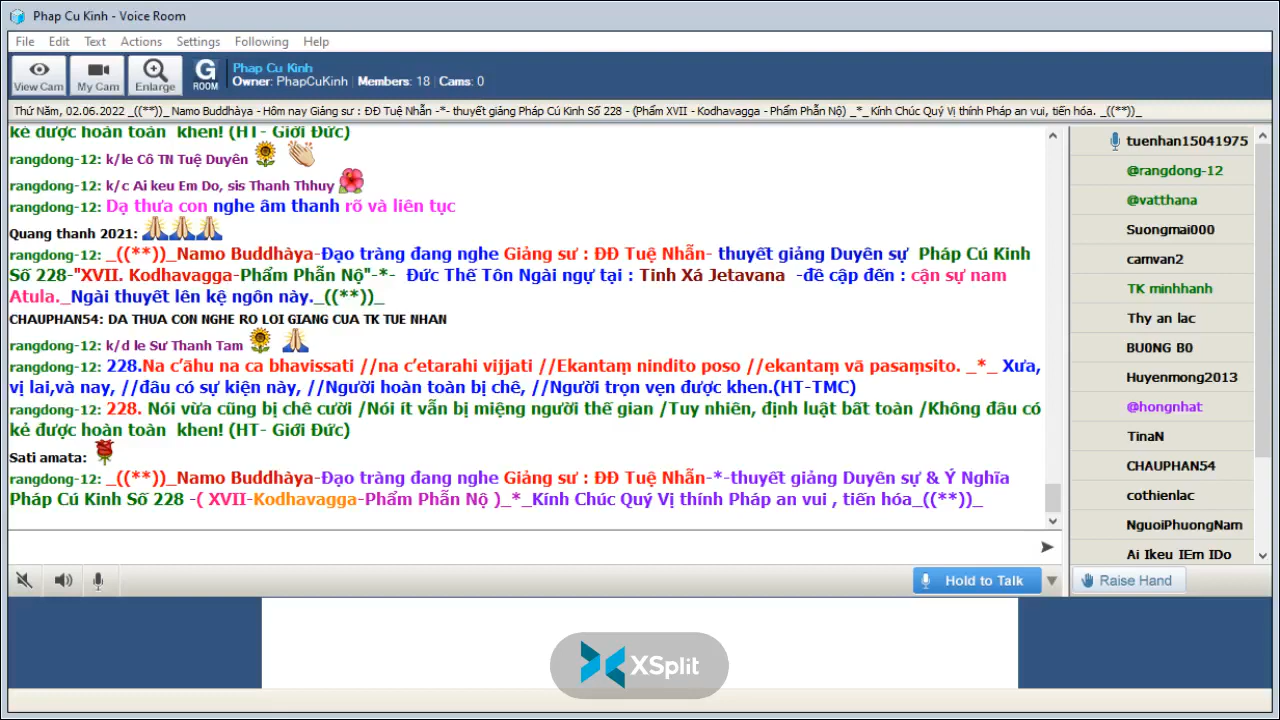 Phap Cu Kinh - Voice Room
File Edit Text Actions Settings Following Help
View Cam My Cam Enlarge G ROOM
Phap Cu Kinh
Owner: PhapCuKinh | Members: 18 | Cams: 0
Thứ Năm, 02.06.2022 _((**))_ Namo Buddhàya - Hôm nay Giảng sư : ĐĐ Tuệ Nhẫn -*- thuyết giảng Pháp Cú Kinh Số 228 - (Phẩm XVII - Kodhavagga - Phẩm Phẫn Nộ) _*_ Kính Chúc Quý Vị thính Pháp an vui, tiến hóa. _((**))_
kẻ được hoàn toàn khen! (HT- Giới Đức)
rangdong-12: k/le Cô TN Tuệ Duyên
rangdong-12: k/c Ai keu Em Do, sis Thanh Thhuy
rangdong-12: Dạ thưa con nghe âm thanh rõ và liên tục
Quang thanh 2021:
rangdong-12: _((**))_Namo Buddhàya-Đạo tràng đang nghe Giảng sư : ĐĐ Tuệ Nhẫn- thuyết giảng Duyên sự Pháp Cú Kinh
Số 228-"XVII. Kodhavagga-Phẩm Phẫn Nộ"-*- Đức Thế Tôn Ngài ngự tại : Tinh Xá Jetavana -đề cập đến : cận sự nam
Atula._Ngài thuyết lên kệ ngôn này._((**))_
CHAUPHAN54: DA THUA CON NGHE RO LOI GIANG CUA TK TUE NHAN
rangdong-12: k/d le Sư Thanh Tam
rangdong-12: 228.Na c'āhu na ca bhavissati //na c'etarahi vijjati //Ekantaṃ nindito poso //ekantaṃ vā pasaṃsito. _*_ Xưa,
vị lai,và nay, //đâu có sự kiện này, //Người hoàn toàn bị chê, //Người trọn vẹn được khen.(HT-TMC)
rangdong-12: 228. Nói vừa cũng bị chê cười /Nói ít vẫn bị miệng người thế gian /Tuy nhiên, định luật bất toàn /Không đâu có
kẻ được hoàn toàn khen! (HT- Giới Đức)
Sati amata:
rangdong-12: _((**))_Namo Buddhàya-Đạo tràng đang nghe Giảng sư : ĐĐ Tuệ Nhẫn-*-thuyết giảng Duyên sự & Ý Nghĩa
Pháp Cú Kinh Số 228 -( XVII-Kodhavagga-Phẩm Phẫn Nộ )_*_Kính Chúc Quý Vị thính Pháp an vui , tiến hóa_((**))_
tuenhan15041975
@rangdong-12
@vatthana
Suongmai000
camvan2
TK minhhanh
Thy an lac
BU0NG B0
Huyenmong2013
@hongnhat
TinaN
CHAUPHAN54
cothienlac
NguoiPhuongNam
Ai Ikeu IEm IDo
Hold to Talk
Raise Hand
XSplit